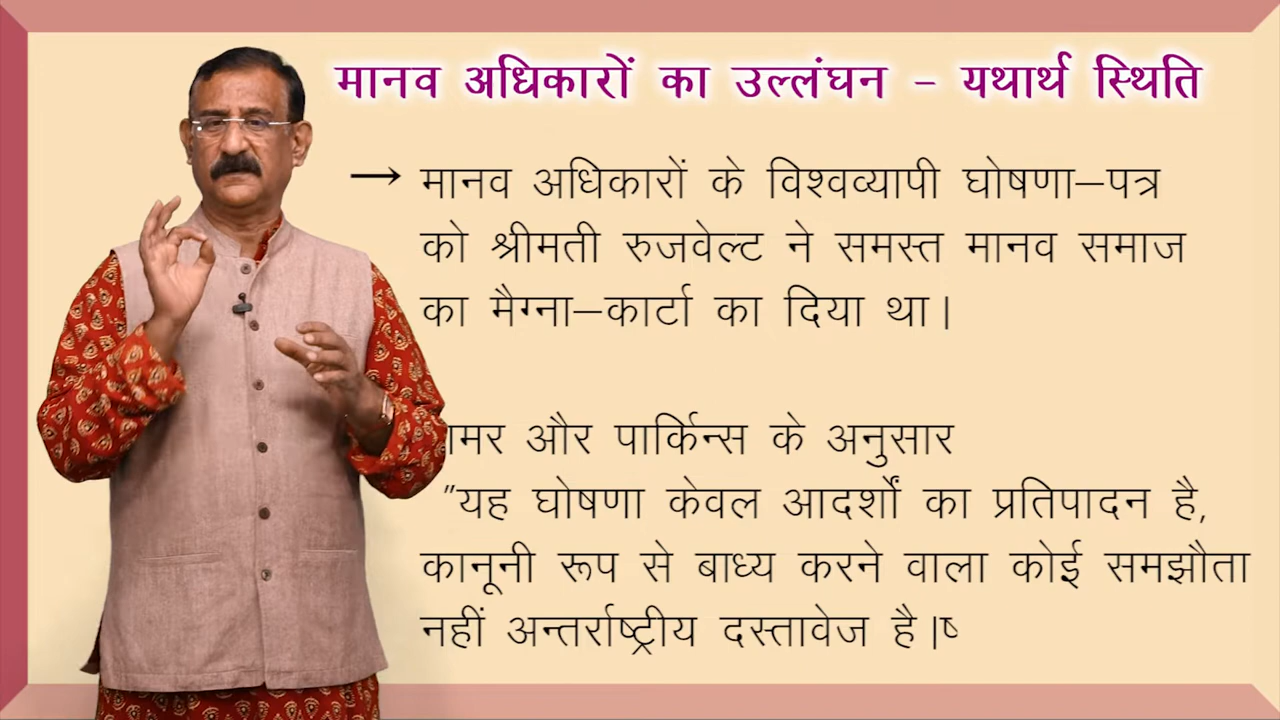 मानव अधिकारों का उल्लंघन - यथार्थ स्थिति
→ मानव अधिकारों के विश्वव्यापी घोषणा–पत्र
को श्रीमती रुजवेल्ट ने समस्त मानव समाज
का मैग्ना–कार्टा का दिया था।
और पार्किन्स के अनुसार
"यह घोषणा केवल आदर्शों का प्रतिपादन है,
कानूनी रूप से बाध्य करने वाला कोई समझौता
नहीं अन्तर्राष्ट्रीय दस्तावेज है।ष्